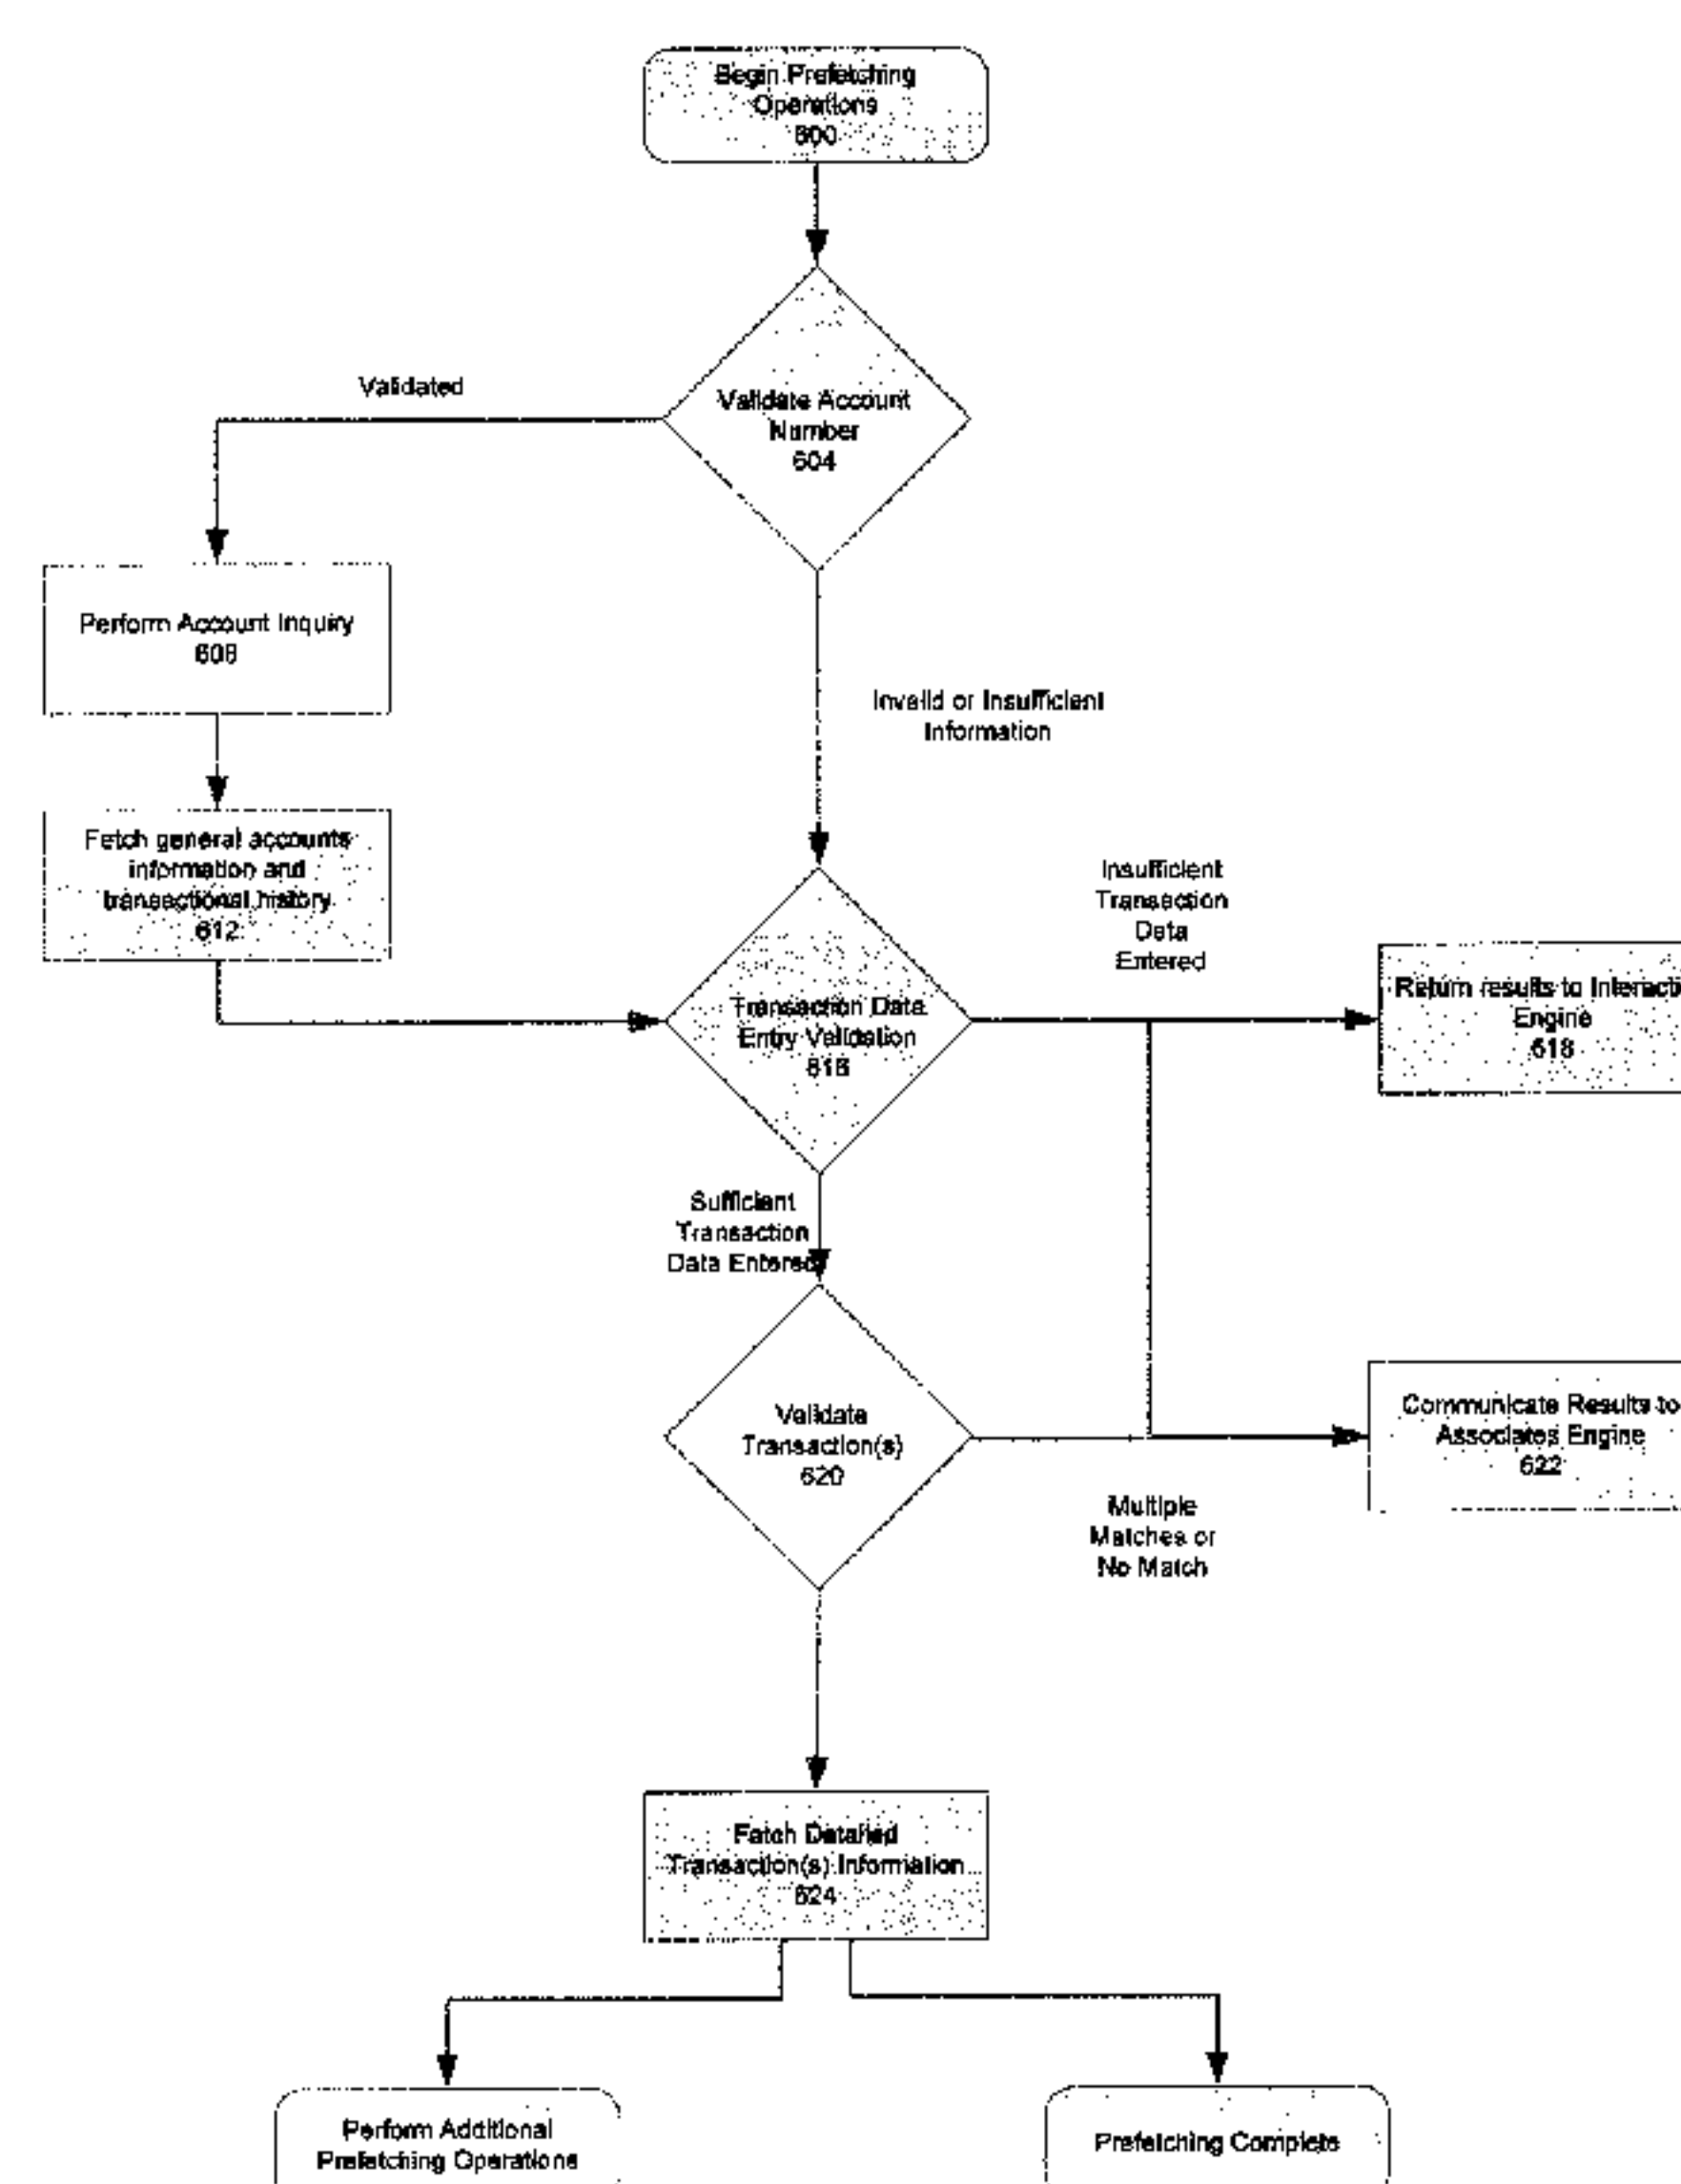 Begin Prefetching
Operations
600
Validated
Validate Account
Number
604
Perform Account Inquiry
608
Invalid or Insufficient
Information
Fetch general accounts
information and
transactional history
612
Insufficient
Transaction
Data
Entered
Transaction Data
Entry Validation
616
Return results to Interacti
Engine
618
Sufficient
Transaction
Data Entered
Validate
Transaction(s)
620
Communicate Results to
Associates Engine
622
Multiple
Matches or
No Match
Fetch Detailed
Transaction(s) Information
624
Perform Additional
Prefetching Operations
Prefetching Complete